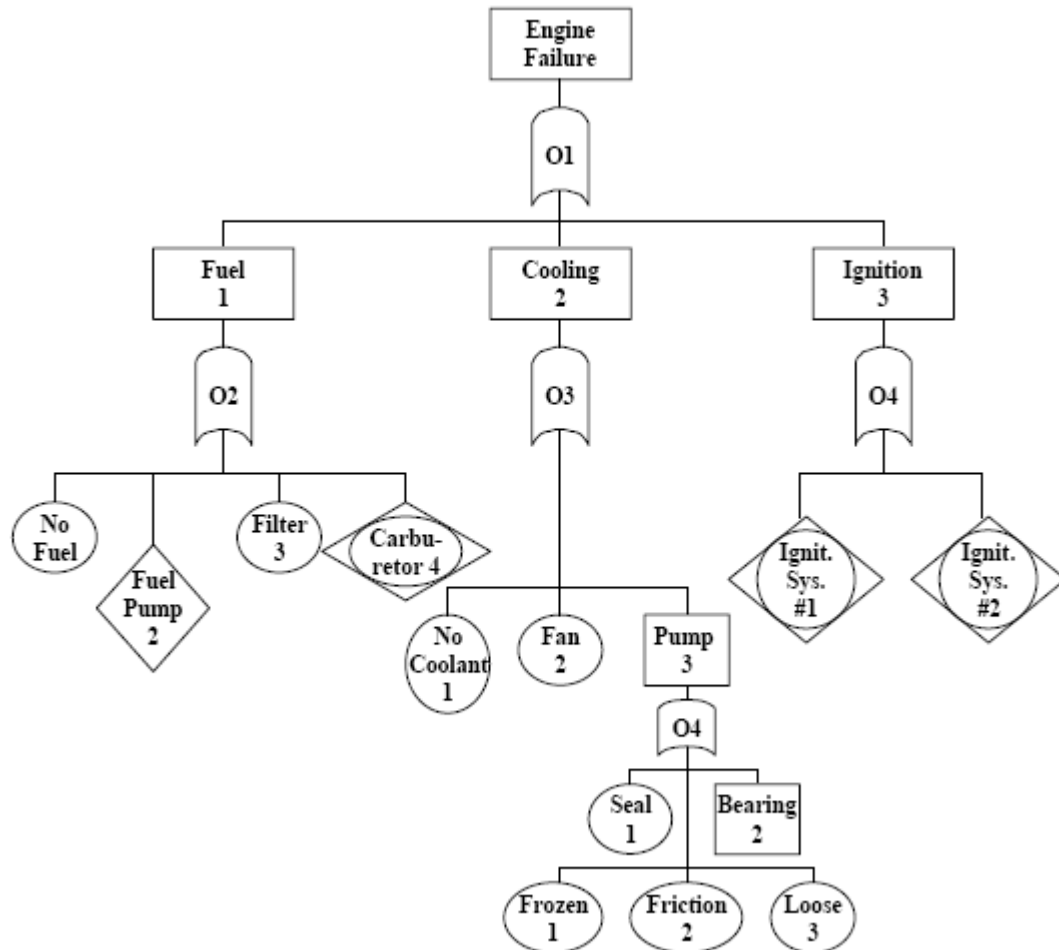 Engine
Failure
O1
Fuel
1
Cooling
2
Ignition
3
O2
O3
O4
No
Fuel
Fuel
Pump
2
Filter
3
Carbu-
retor 4
Ignit.
Sys.
#1
Ignit.
Sys.
#2
No
Coolant
1
Fan
2
Pump
3
O4
Seal
1
Bearing
2
Frozen
1
Friction
2
Loose
3